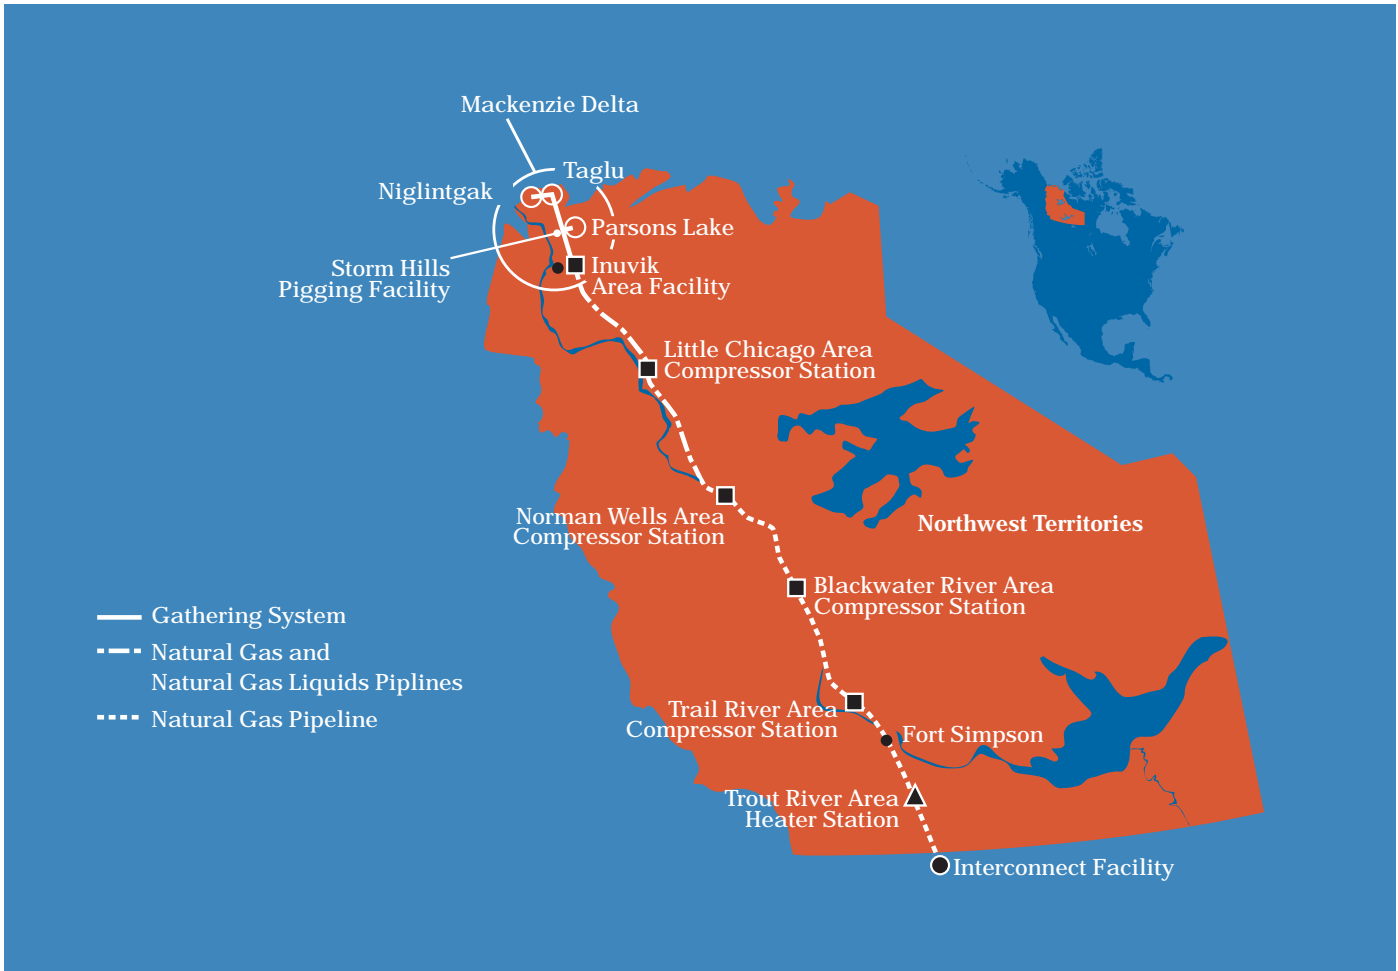 Mackenzie Delta
Taglu
Niglintgak
Parsons Lake
Storm Hills
Pigging Facility
Inuvik
Area Facility
Little Chicago Area
Compressor Station
Norman Wells Area
Compressor Station
Northwest Territories
Blackwater River Area
Compressor Station
Gathering System
Natural Gas and
Natural Gas Liquids Piplines
Natural Gas Pipeline
Trail River Area
Compressor Station
Fort Simpson
Trout River Area
Heater Station
Interconnect Facility